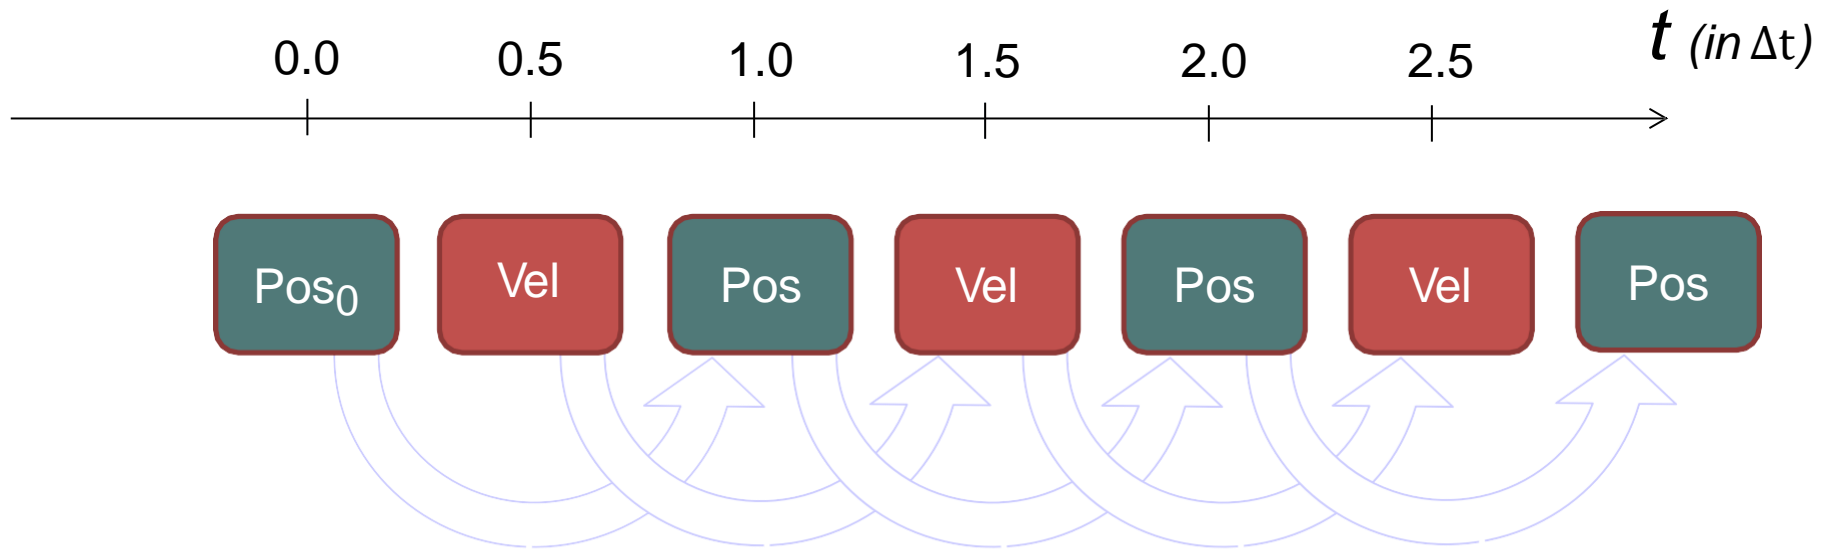 0.0 0.5 1.0 1.5 2.0 2.5 t (in Δt)
Pos0 Vel Pos Vel Pos Vel Pos